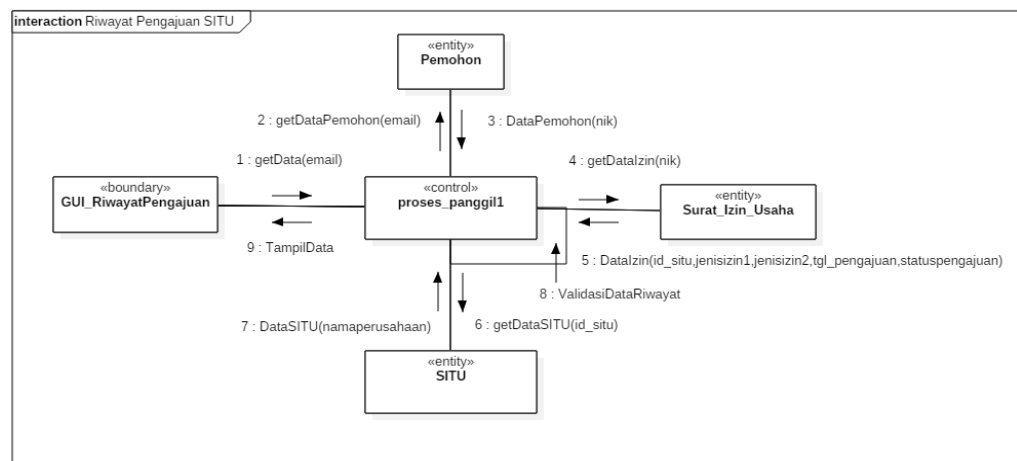 interaction Riwayat Pengajuan SITU
«entity»
Pemohon
2 : getDataPemohon(email)
3 : DataPemohon(nik)
1 : getData(email)
4 : getDataIzin(nik)
«boundary»
GUI_RiwayatPengajuan
«control»
proses_panggil1
«entity»
Surat_Izin_Usaha
9 : TampilData
5 : DataIzin(id_situ,jenisizin1,jenisizin2,tgl_pengajuan,statuspengajuan)
8 : ValidasiDataRiwayat
7 : DataSITU(namaperusahaan)
6 : getDataSITU(id_situ)
«entity»
SITU